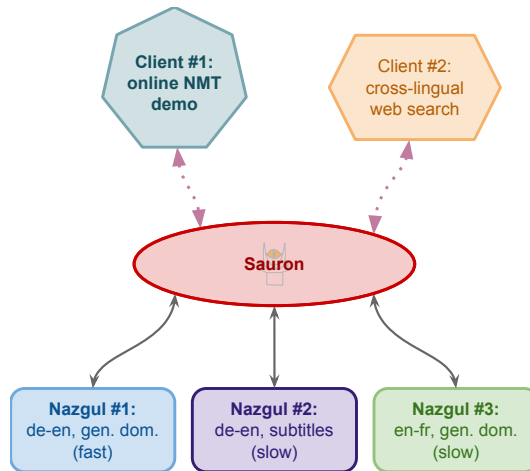 Client #1:
online NMT
demo
Client #2:
cross-lingual
web search
Sauron
Nazgul #1:
de-en, gen. dom.
(fast)
Nazgul #2:
de-en, subtitles
(slow)
Nazgul #3:
en-fr, gen. dom.
(slow)